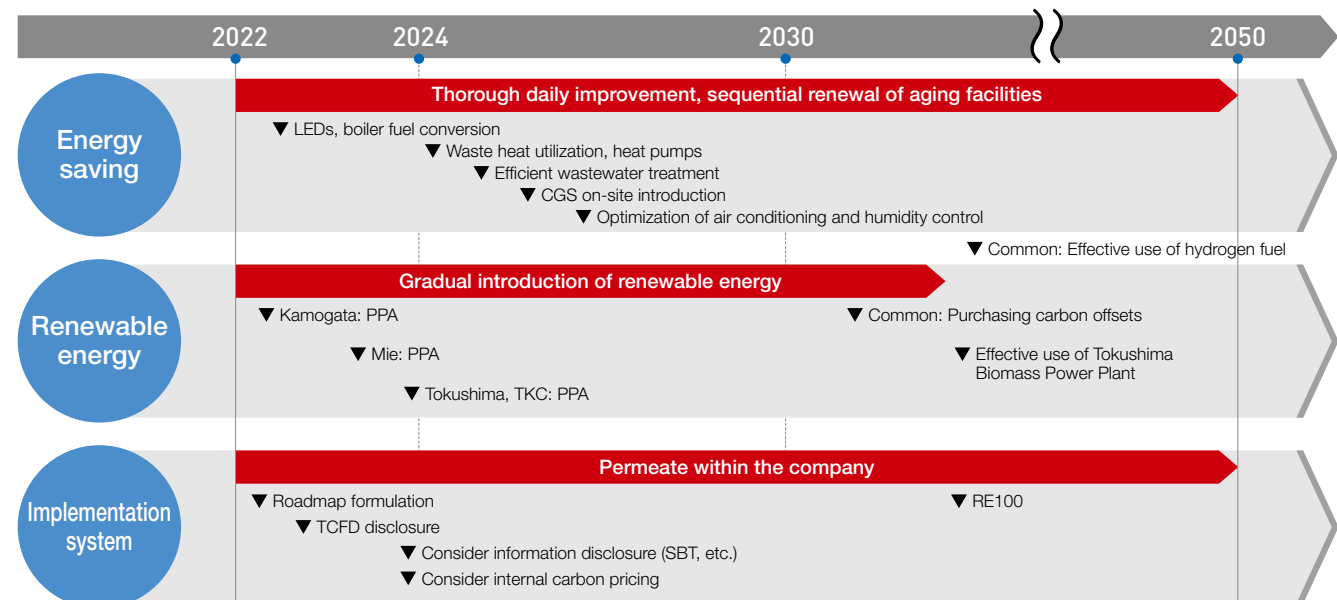 2022 2024 2030 2050
Thorough daily improvement, sequential renewal of aging facilities
Energy
saving
▼ LEDs, boiler fuel conversion
▼ Waste heat utilization, heat pumps
▼ Efficient wastewater treatment
▼ CGS on-site introduction
▼ Optimization of air conditioning and humidity control
▼ Common: Effective use of hydrogen fuel
Gradual introduction of renewable energy
Renewable
energy
▼ Kamogata: PPA
▼ Common: Purchasing carbon offsets
▼ Mie: PPA
▼ Effective use of Tokushima
Biomass Power Plant
▼ Tokushima, TKC: PPA
Permeate within the company
Implementation
system
▼ Roadmap formulation
▼ RE100
▼ TCFD disclosure
▼ Consider information disclosure (SBT, etc.)
▼ Consider internal carbon pricing